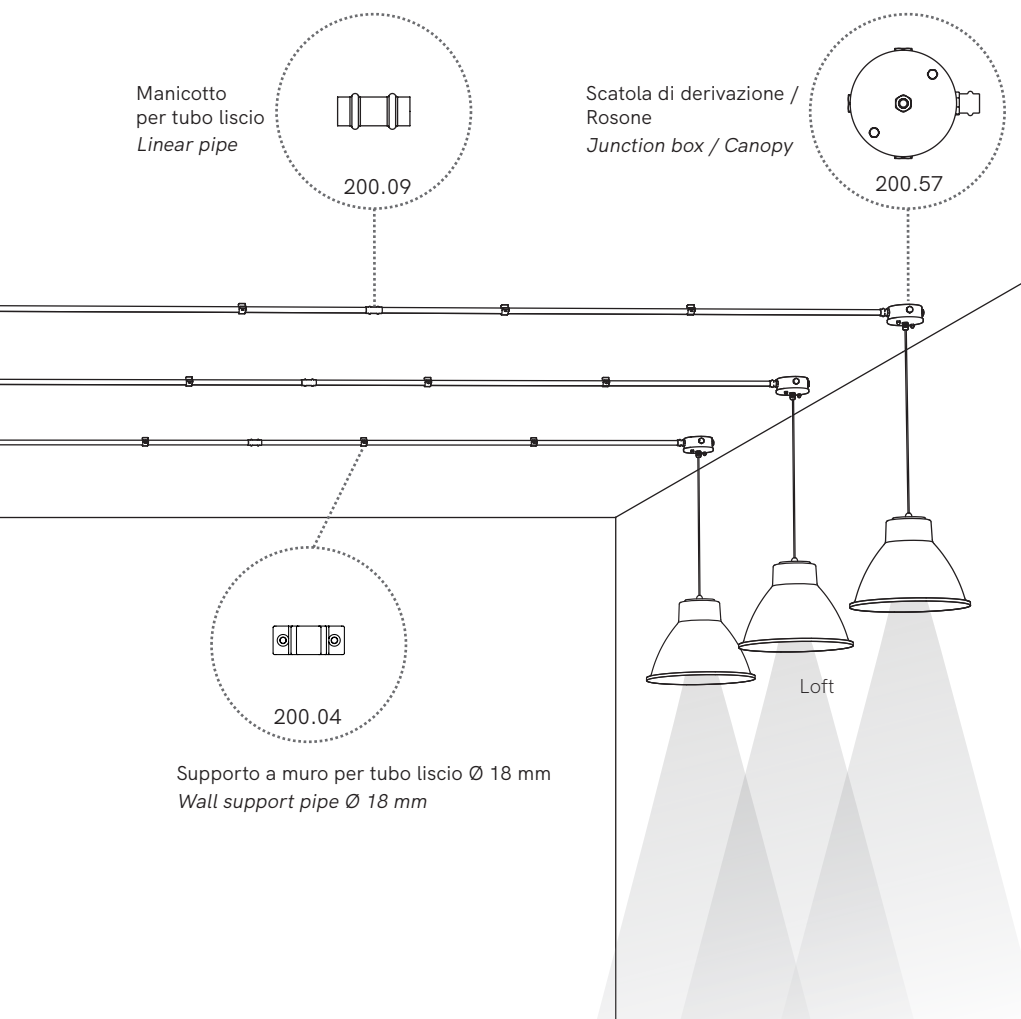 Manicotto
per tubo liscio
Linear pipe
200.09
Scatola di derivazione /
Rosone
Junction box / Canopy
200.57
Loft
200.04
Supporto a muro per tubo liscio Ø 18 mm
Wall support pipe Ø 18 mm